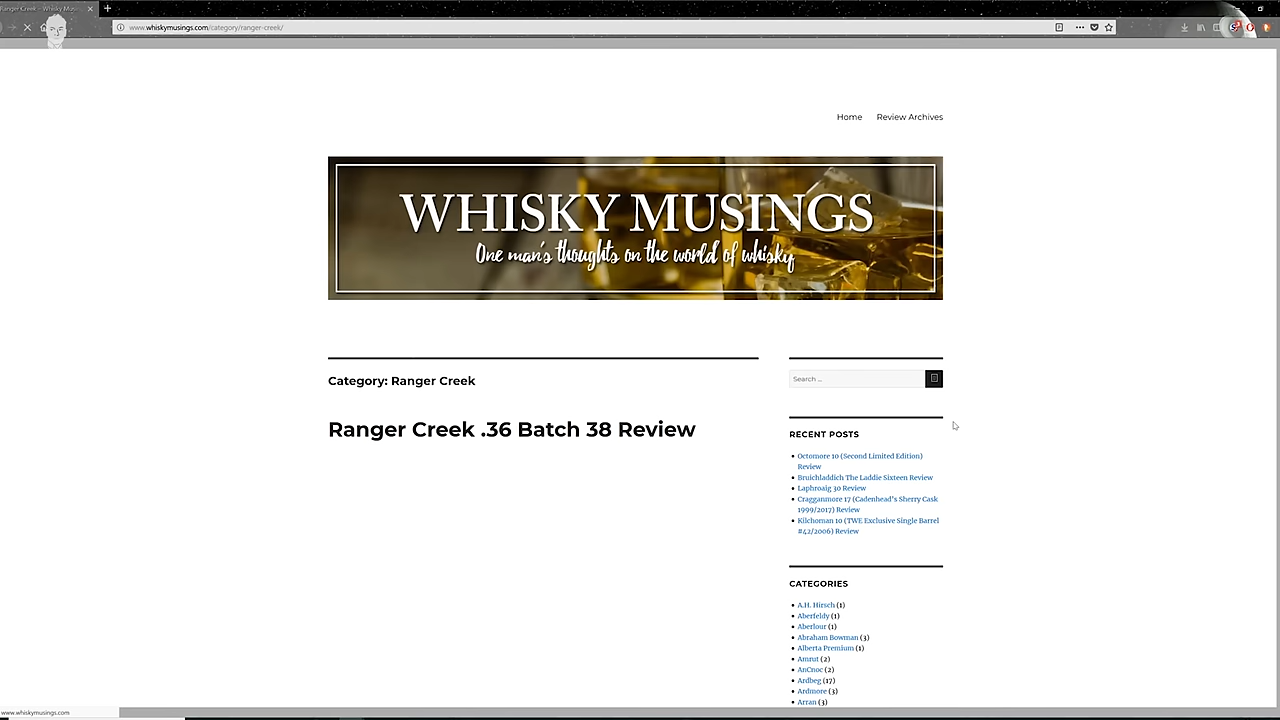 Ranger Creek – Whisky Mus
www.whiskymusings.com/category/ranger-creek/
Home Review Archives
WHISKY MUSINGS
One man's thoughts on the world of whisky
Category: Ranger Creek
Ranger Creek .36 Batch 38 Review
Search ...
RECENT POSTS
Octomore 10 (Second Limited Edition)
Review
Bruichladdich The Laddie Sixteen Review
Laphroaig 30 Review
Cragganmore 17 (Cadenhead's Sherry Cask
1999/2017) Review
Kilchoman 10 (TWE Exclusive Single Barrel
#42/2006) Review
CATEGORIES
A.H. Hirsch (1)
Aberfeldy (1)
Aberlour (1)
Abraham Bowman (3)
Alberta Premium (1)
Amrut (2)
AnCnoc (2)
Ardbeg (17)
Ardmore (3)
Arran (3)
www.whiskymusings.com